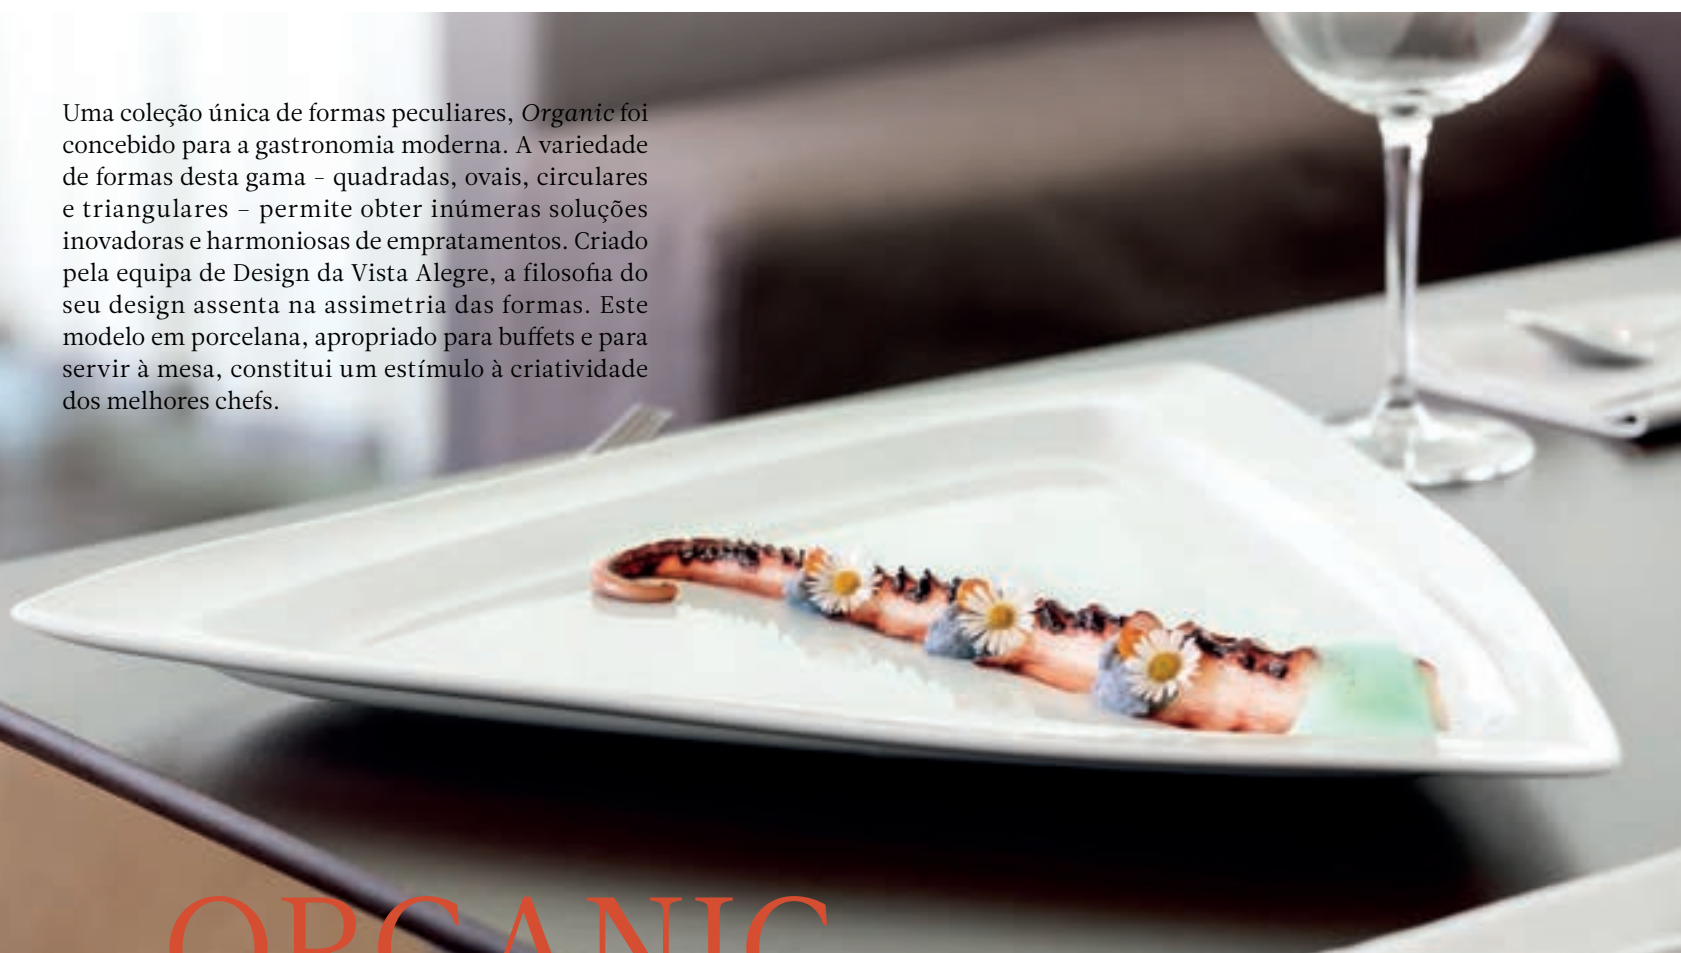 Uma coleção única de formas peculiares, Organic foi
concebido para a gastronomia moderna. A variedade
de formas desta gama – quadradas, ovais, circulares
e triangulares – permite obter inúmeras soluções
inovadoras e harmoniosas de empratamentos. Criado
pela equipa de Design da Vista Alegre, a filosofia do
seu design assenta na assimetria das formas. Este
modelo em porcelana, apropriado para buffets e para
servir à mesa, constitui um estímulo à criatividade
dos melhores chefs.
ORGANIC